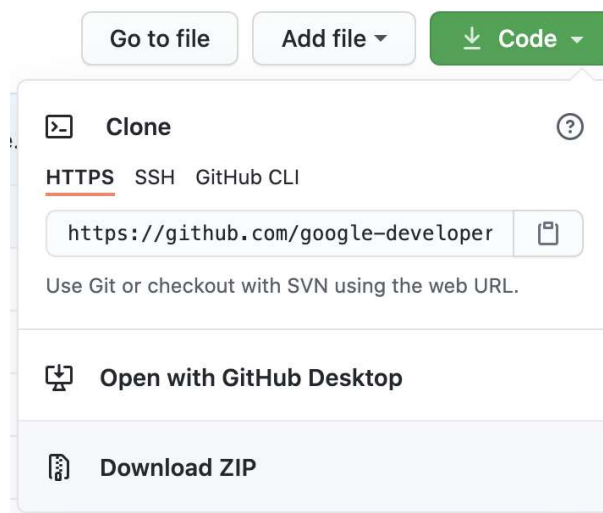 Go to file Add file Code
Clone
HTTPS SSH GitHub CLI
https://github.com/google-developer
Use Git or checkout with SVN using the web URL.
Open with GitHub Desktop
Download ZIP